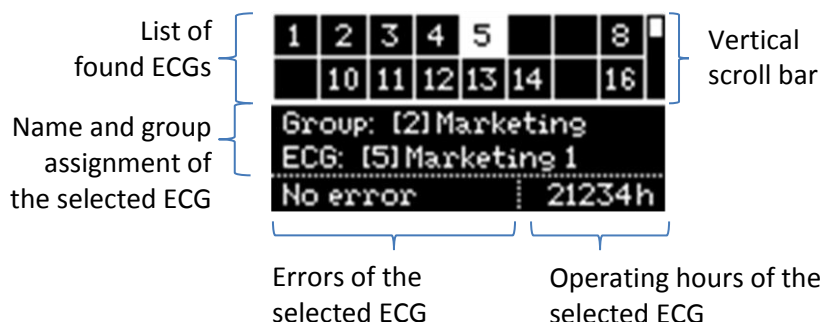 List of
found ECGs
1 2 3 4 5 8
10 11 12 13 14 16
Vertical
scroll bar
Name and group
assignment of
the selected ECG
Group: [2] Marketing
ECG: [5] Marketing 1
No error 21234 h
Errors of the
selected ECG
Operating hours of the
selected ECG